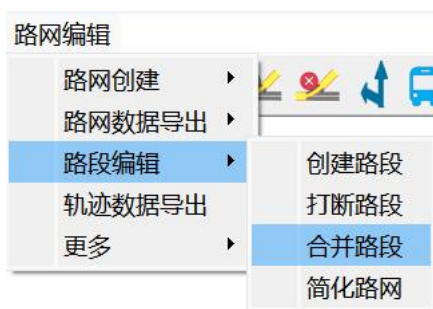 路网编辑
路网创建
路网数据导出
路段编辑
轨迹数据导出
更多
创建路段
打断路段
合并路段
简化路网